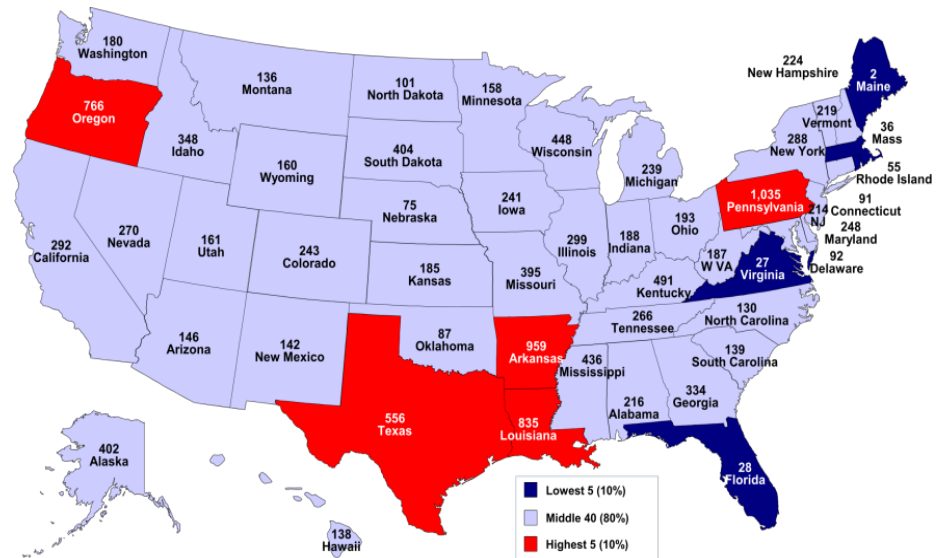 180
Washington
136
Montana
101
North Dakota
158
Minnesota
224
New Hampshire
2
Maine
766
Oregon
348
Idaho
160
Wyoming
404
South Dakota
448
Wisconsin
239
Michigan
219
Vermont
288
New York
36
Mass
55
Rhode Island
292
California
270
Nevada
161
Utah
243
Colorado
75
Nebraska
241
Iowa
299
Illinois
188
Indiana
193
Ohio
1,035
Pennsylvania
214
NJ
91
Connecticut
248
Maryland
92
Delaware
187
W VA
27
Virginia
185
Kansas
395
Missouri
491
Kentucky
266
Tennessee
130
North Carolina
146
Arizona
142
New Mexico
87
Oklahoma
959
Arkansas
436
Mississippi
139
South Carolina
216
Alabama
334
Georgia
556
Texas
835
Louisiana
28
Florida
402
Alaska
138
Hawaii
Lowest 5 (10%)
Middle 40 (80%)
Highest 5 (10%)